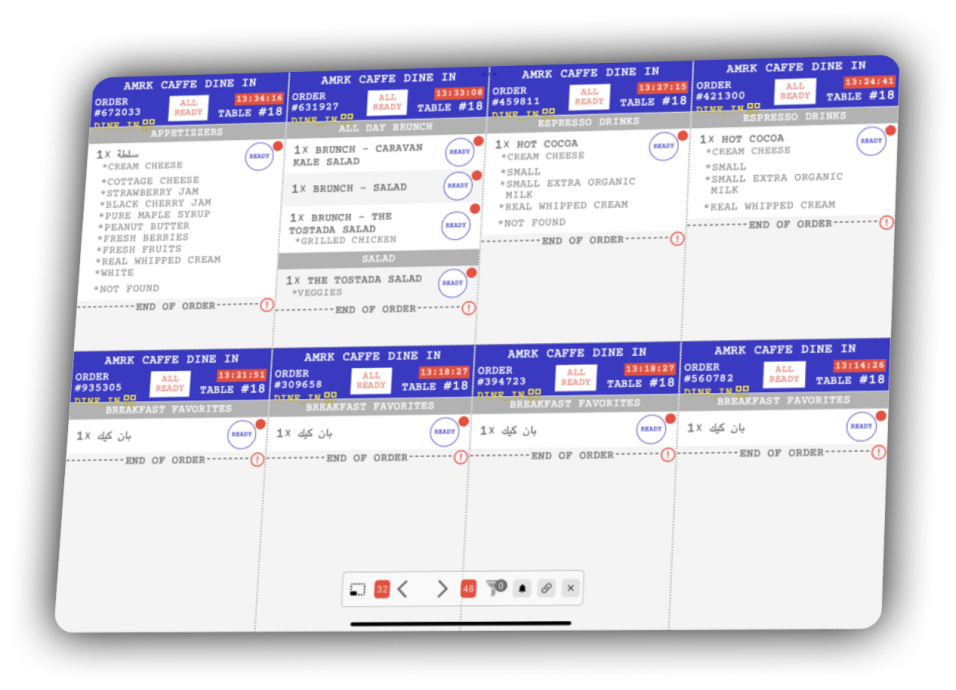 AMRK CAFFE DINE IN
ORDER
#672033
ALL
READY
13:34:16
TABLE #18
DINE IN
APPETIZZERS
1X سلطة
READY
*CREAM CHEESE
*COTTAGE CHEESE
*STRAWBERRY JAM
*BLACK CHERRY JAM
*PURE MAPLE SYRUP
*PEANUT BUTTER
*FRESH BERRIES
*FRESH FRUITS
*REAL WHIPPED CREAM
*WHITE
*NOT FOUND
END OF ORDER
AMRK CAFFE DINE IN
ORDER
#631927
ALL
READY
13:33:08
TABLE #18
DINE IN
ALL DAY BRUNCH
1X BRUNCH - CARAVAN
KALE SALAD
READY
1X BRUNCH - SALAD
READY
1X BRUNCH - THE
TOSTADA SALAD
READY
*GRILLED CHICKEN
SALAD
1X THE TOSTADA SALAD
READY
*VEGGIES
END OF ORDER
AMRK CAFFE DINE IN
ORDER
#459811
ALL
READY
13:27:15
TABLE #18
DINE IN
ESPRESSO DRINKS
1X HOT COCOA
READY
*CREAM CHEESE
*SMALL
*SMALL EXTRA ORGANIC
MILK
*REAL WHIPPED CREAM
*NOT FOUND
END OF ORDER
AMRK CAFFE DINE IN
ORDER
#421300
ALL
READY
13:24:41
TABLE #18
DINE IN
ESPRESSO DRINKS
1X HOT COCOA
READY
*CREAM CHEESE
*SMALL
*SMALL EXTRA ORGANIC
MILK
*REAL WHIPPED CREAM
END OF ORDER
AMRK CAFFE DINE IN
ORDER
#935305
ALL
READY
13:21:51
TABLE #18
DINE IN
BREAKFAST FAVORITES
1X بان كيك
READY
END OF ORDER
AMRK CAFFE DINE IN
ORDER
#309658
ALL
READY
13:18:27
TABLE #18
DINE IN
BREAKFAST FAVORITES
1X بان كيك
READY
END OF ORDER
AMRK CAFFE DINE IN
ORDER
#394723
ALL
READY
13:18:27
TABLE #18
DINE IN
BREAKFAST FAVORITES
1X بان كيك
READY
END OF ORDER
AMRK CAFFE DINE IN
ORDER
#560782
ALL
READY
13:14:26
TABLE #18
DINE IN
BREAKFAST FAVORITES
1X بان كيك
READY
END OF ORDER
32
48
0